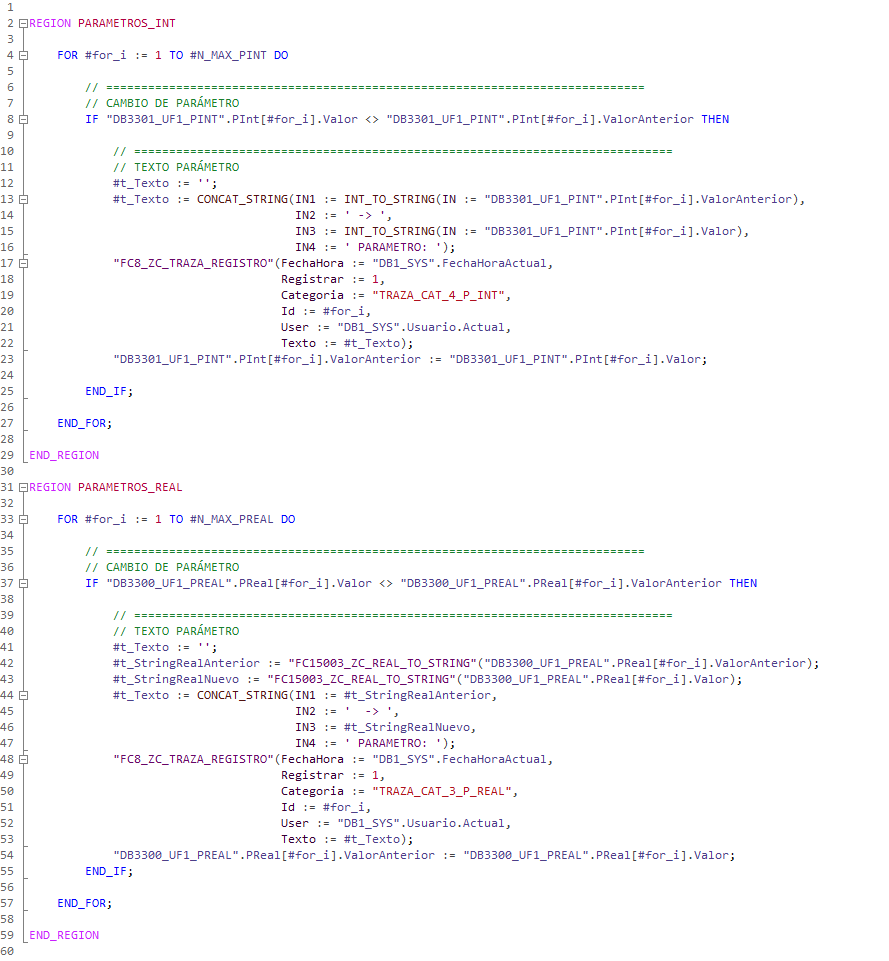 1
2 REGION PARAMETROS_INT
3
4 FOR #for_i := 1 TO #N_MAX_PINT DO
5
6 // =============================================================================
7 // CAMBIO DE PARÁMETRO
8 IF "DB3301_UF1_PINT".PInt[#for_i].Valor <> "DB3301_UF1_PINT".PInt[#for_i].ValorAnterior THEN
9
10 // =============================================================================
11 // TEXTO PARÁMETRO
12 #t_Texto := '';
13 #t_Texto := CONCAT_STRING(IN1 := INT_TO_STRING(IN := "DB3301_UF1_PINT".PInt[#for_i].ValorAnterior),
14 IN2 := ' -> ',
15 IN3 := INT_TO_STRING(IN := "DB3301_UF1_PINT".PInt[#for_i].Valor),
16 IN4 := ' PARAMETRO: ');
17 "FC8_ZC_TRAZA_REGISTRO"(FechaHora := "DB1_SYS".FechaHoraActual,
18 Registrar := 1,
19 Categoria := "TRAZA_CAT_4_P_INT",
20 Id := #for_i,
21 User := "DB1_SYS".Usuario.Actual,
22 Texto := #t_Texto);
23 "DB3301_UF1_PINT".PInt[#for_i].ValorAnterior := "DB3301_UF1_PINT".PInt[#for_i].Valor;
24
25 END_IF;
26
27 END_FOR;
28
29 END_REGION
30
31 REGION PARAMETROS_REAL
32
33 FOR #for_i := 1 TO #N_MAX_PREAL DO
34
35 // =============================================================================
36 // CAMBIO DE PARÁMETRO
37 IF "DB3300_UF1_PREAL".PReal[#for_i].Valor <> "DB3300_UF1_PREAL".PReal[#for_i].ValorAnterior THEN
38
39 // =============================================================================
40 // TEXTO PARÁMETRO
41 #t_Texto := '';
42 #t_StringRealAnterior := "FC15003_ZC_REAL_TO_STRING"("DB3300_UF1_PREAL".PReal[#for_i].ValorAnterior);
43 #t_StringRealNuevo := "FC15003_ZC_REAL_TO_STRING"("DB3300_UF1_PREAL".PReal[#for_i].Valor);
44 #t_Texto := CONCAT_STRING(IN1 := #t_StringRealAnterior,
45 IN2 := '  -> ',
46 IN3 := #t_StringRealNuevo,
47 IN4 := ' PARAMETRO: ');
48 "FC8_ZC_TRAZA_REGISTRO"(FechaHora := "DB1_SYS".FechaHoraActual,
49 Registrar := 1,
50 Categoria := "TRAZA_CAT_3_P_REAL",
51 Id := #for_i,
52 User := "DB1_SYS".Usuario.Actual,
53 Texto := #t_Texto);
54 "DB3300_UF1_PREAL".PReal[#for_i].ValorAnterior := "DB3300_UF1_PREAL".PReal[#for_i].Valor;
55 END_IF;
56
57 END_FOR;
58
59 END_REGION
60